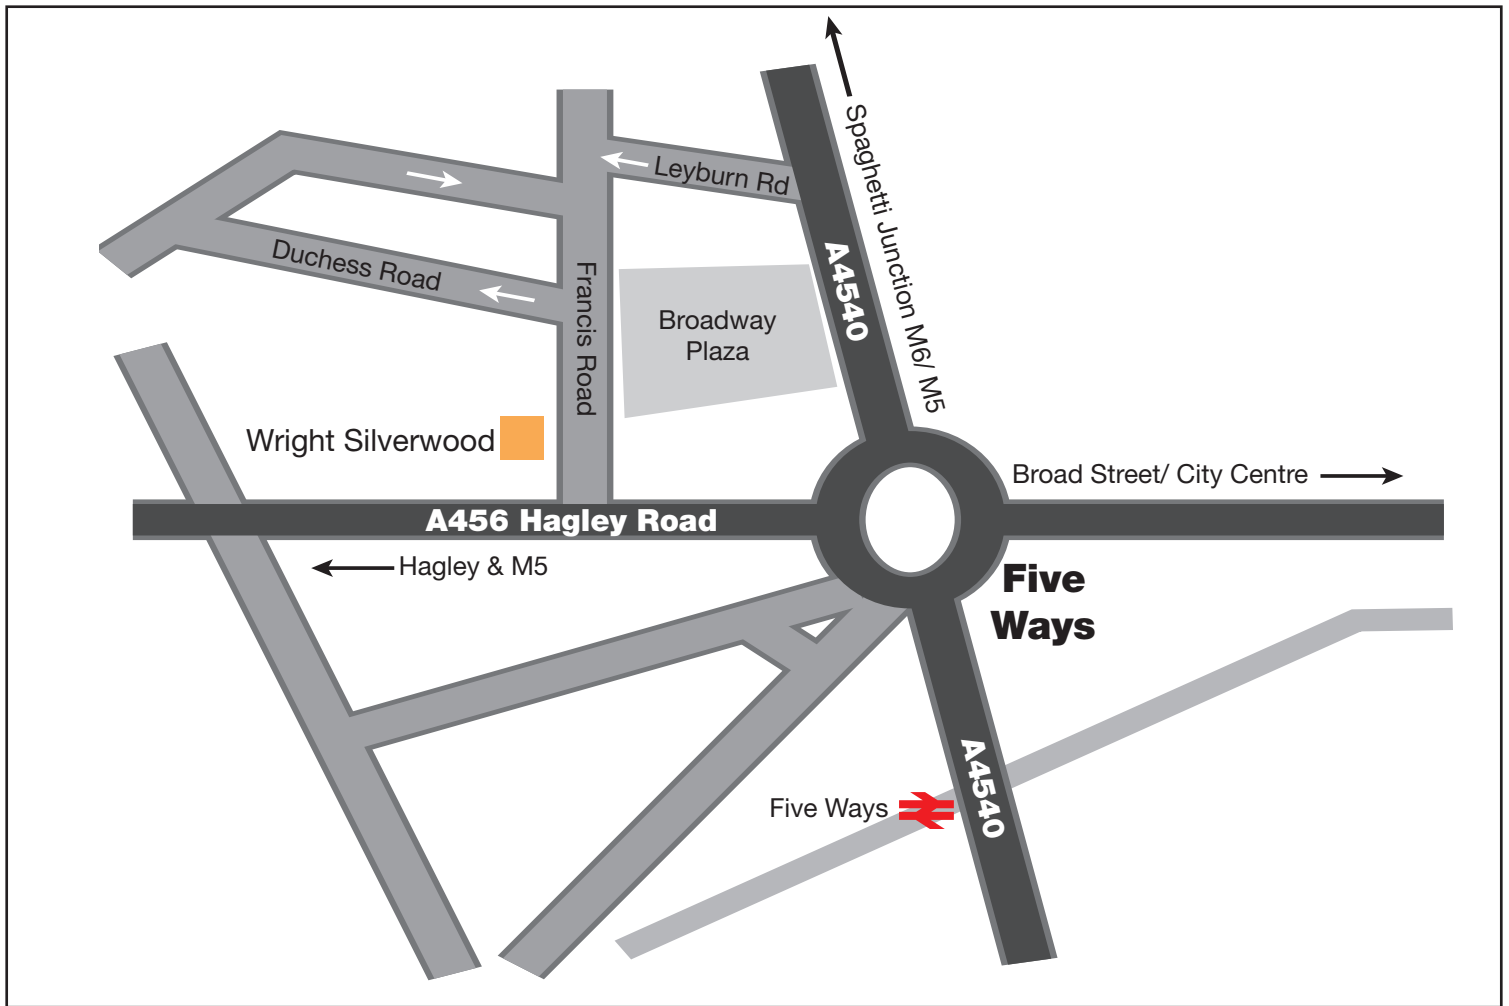 Leyburn Rd
Spaghetti Junction M6/ M5
Duchess Road
A4540
Francis Road
Broadway
Plaza
Wright Silverwood
Broad Street/ City Centre
A456 Hagley Road
Hagley & M5
Five
Ways
Five Ways
A4540